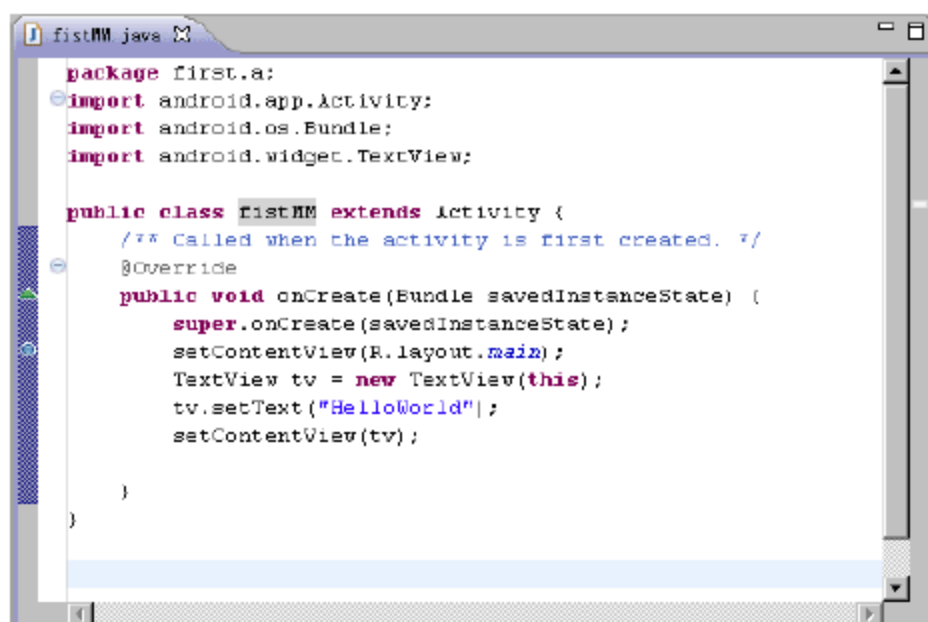 fistMM.java
package first.a;
import android.app.Activity;
import android.os.Bundle;
import android.widget.TextView;
public class fistMM extends Activity {
/** Called when the activity is first created. */
@Override
public void onCreate(Bundle savedInstanceState) {
super.onCreate(savedInstanceState);
setContentView(R.layout.main);
TextView tv = new TextView(this);
tv.setText("HelloWorld");
setContentView(tv);
}
}